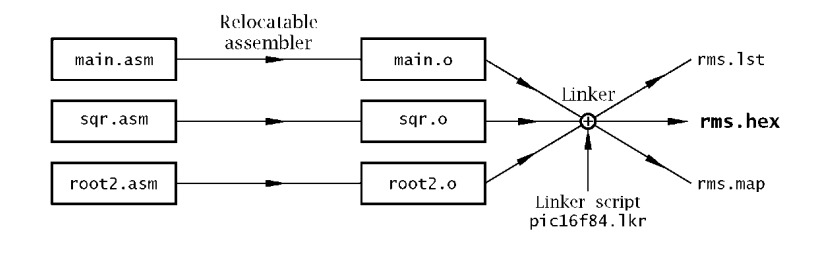 Relocatable
assembler
main.asm
main.o
rms.lst
Linker
sqr.asm
sqr.o
rms.hex
root2.asm
root2.o
rms.map
Linker script
pic16f84.lkr